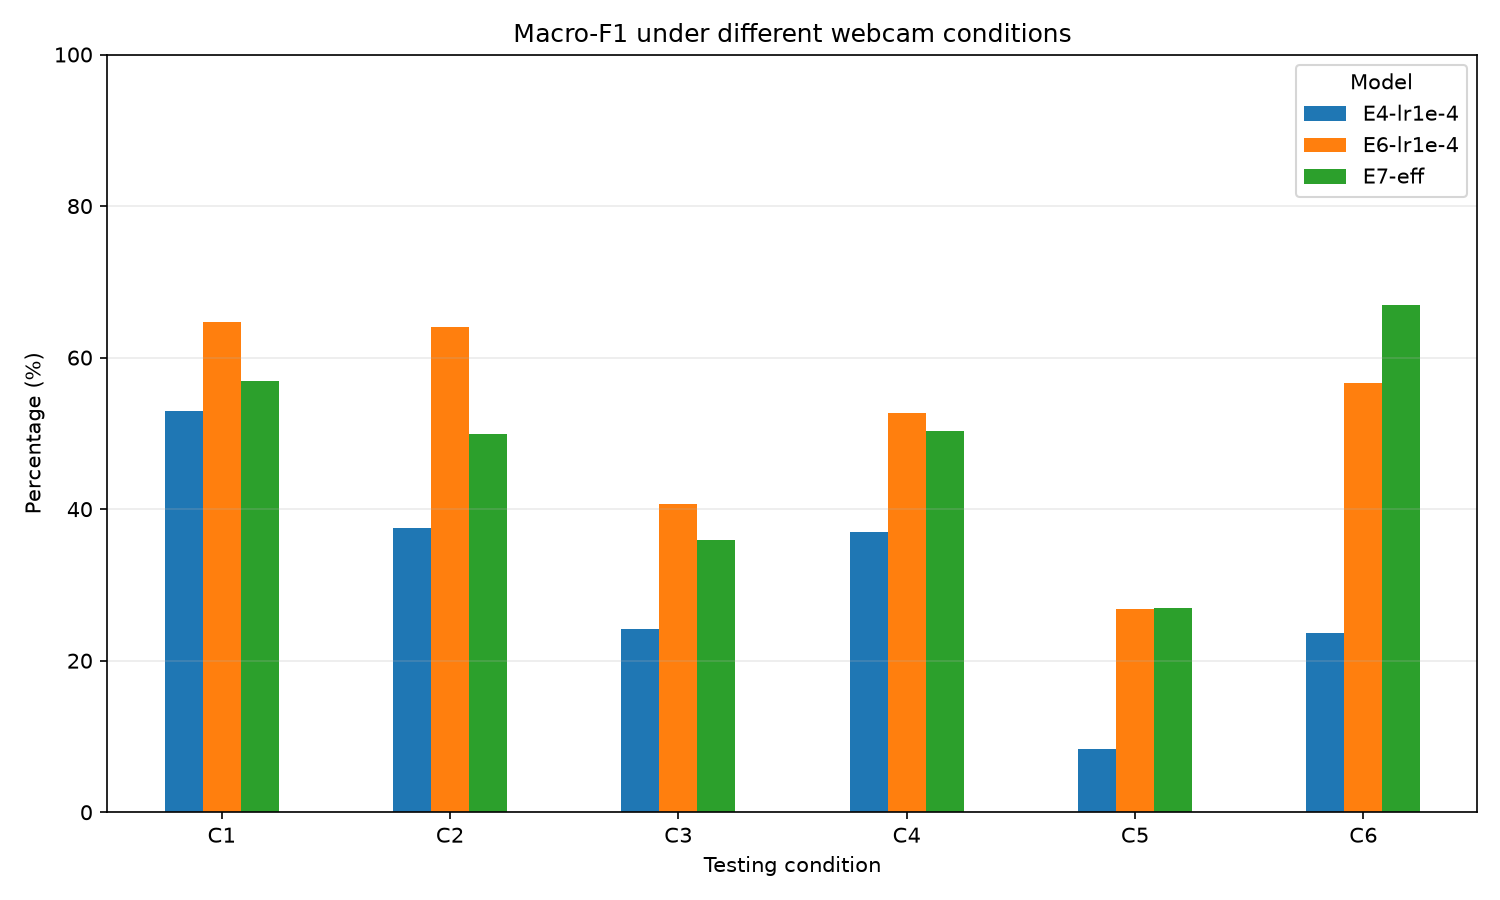 Macro-F1 under different webcam conditions
Model
E4-lr1e-4
E6-lr1e-4
E7-eff
Percentage (%)
100
80
60
40
20
0
C1 C2 C3 C4 C5 C6
Testing condition